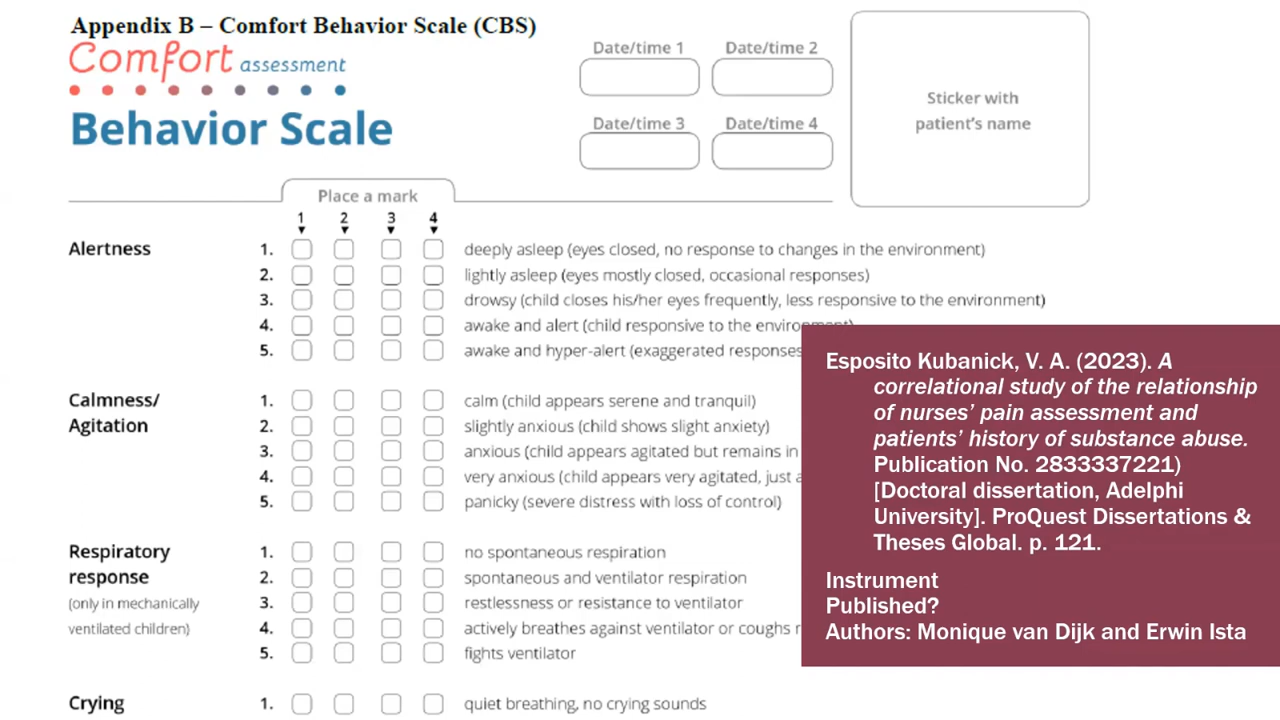 Appendix B – Comfort Behavior Scale (CBS)
Comfort assessment
Behavior Scale
Date/time 1
Date/time 2
Date/time 3
Date/time 4
Sticker with
patient's name
Place a mark
1 2 3 4
Alertness
1. deeply asleep (eyes closed, no response to changes in the environment)
2. lightly asleep (eyes mostly closed, occasional responses)
3. drowsy (child closes his/her eyes frequently, less responsive to the environment)
4. awake and alert (child responsive to the environment)
5. awake and hyper-alert (exaggerated responses
Calmness/
Agitation
1. calm (child appears serene and tranquil)
2. slightly anxious (child shows slight anxiety)
3. anxious (child appears agitated but remains in
4. very anxious (child appears very agitated, just a
5. panicky (severe distress with loss of control)
Respiratory
response
(only in mechanically
ventilated children)
1. no spontaneous respiration
2. spontaneous and ventilator respiration
3. restlessness or resistance to ventilator
4. actively breathes against ventilator or coughs r
5. fights ventilator
Crying
1. quiet breathing, no crying sounds
Esposito Kubanick, V. A. (2023). A
correlational study of the relationship
of nurses' pain assessment and
patients' history of substance abuse.
Publication No. 2833337221)
[Doctoral dissertation, Adelphi
University]. ProQuest Dissertations &
Theses Global. p. 121.
Instrument
Published?
Authors: Monique van Dijk and Erwin Ista